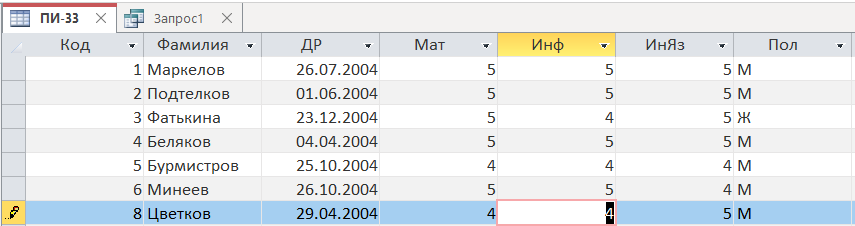 ПИ-33 Запрос1
Код Фамилия ДР Мат Инф ИнЯз Пол
1 Маркелов 26.07.2004 5 5 5 М
2 Подтелков 01.06.2004 5 5 5 М
3 Фатькина 23.12.2004 5 4 5 Ж
4 Беляков 04.04.2004 5 5 5 М
5 Бурмистров 25.10.2004 4 4 4 М
6 Минеев 26.10.2004 5 5 4 М
8 Цветков 29.04.2004 4 4 5 М